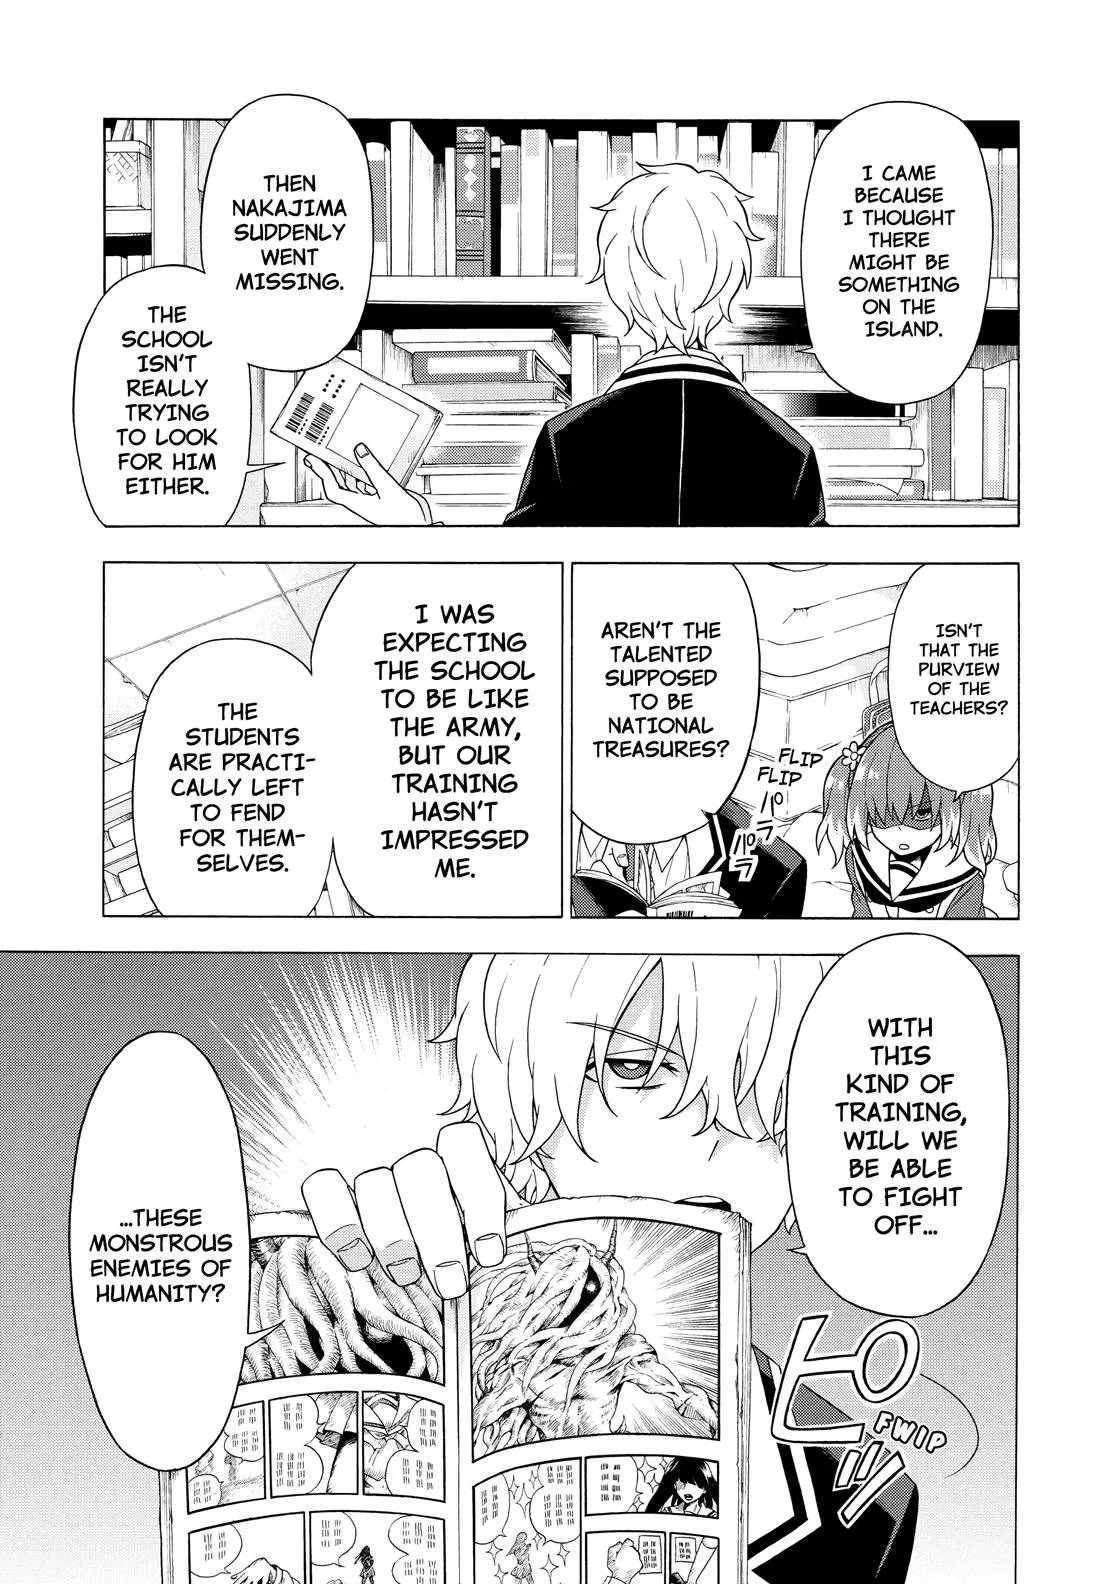 I CAME
BECAUSE
I THOUGHT
THERE
MIGHT BE
SOMETHING
ON THE
ISLAND.
THEN
NAKAJIMA
SUDDENLY
WENT
MISSING.
THE
SCHOOL
ISN'T
REALLY
TRYING
TO LOOK
FOR HIM
EITHER.
ISN'T
THAT THE
PURVIEW
OF THE
TEACHERS?
AREN'T THE
TALENTED
SUPPOSED
TO BE
NATIONAL
TREASURES?
FLIP
FLIP
パラ
パラ
I WAS
EXPECTING
THE SCHOOL
TO BE LIKE
THE ARMY,
BUT OUR
TRAINING
HASN'T
IMPRESSED
ME.
THE
STUDENTS
ARE PRACTI-
CALLY LEFT
TO FEND
FOR THEM-
SELVES.
WITH
THIS
KIND OF
TRAINING,
WILL WE
BE ABLE
TO FIGHT
OFF...
...THESE
MONSTROUS
ENEMIES OF
HUMANITY?
ピッ
FWIP